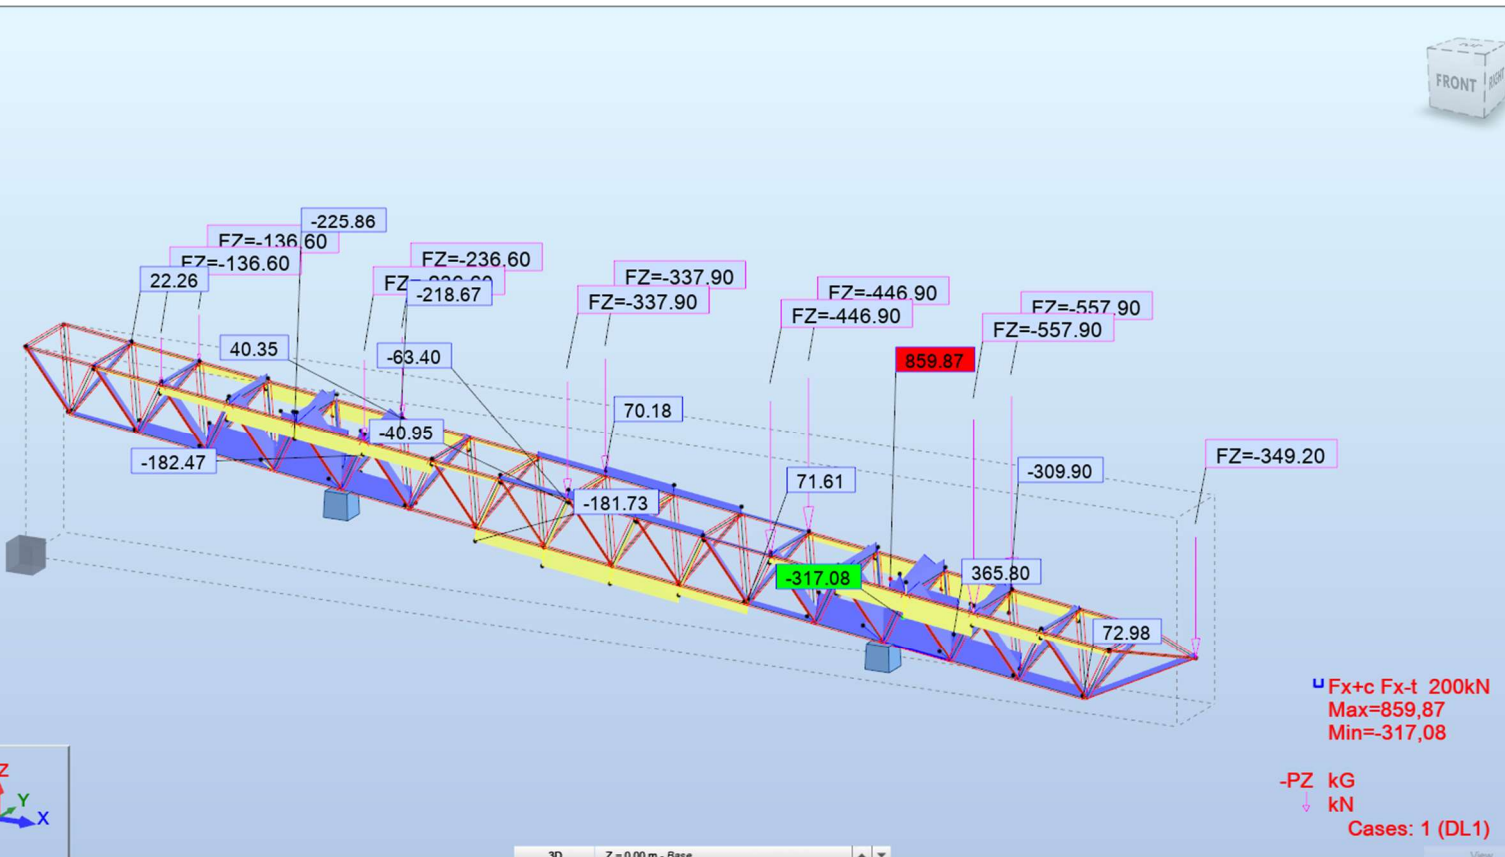 FRONT
RIGHT
-225.86
FZ=-136.60
FZ=-136.60
22.26
FZ=-236.60
-218.67
FZ=-337.90
FZ=-337.90
FZ=-446.90
FZ=-446.90
FZ=-557.90
FZ=-557.90
40.35
-63.40
859.87
70.18
-40.95
-182.47
FZ=-349.20
-309.90
71.61
-181.73
-317.08
365.80
72.98
Fx+c Fx-t 200kN
Max=859,87
Min=-317,08
-PZ kG
kN
Cases: 1 (DL1)
Z
Y
X
3D Z = 0.00 m - Base
View